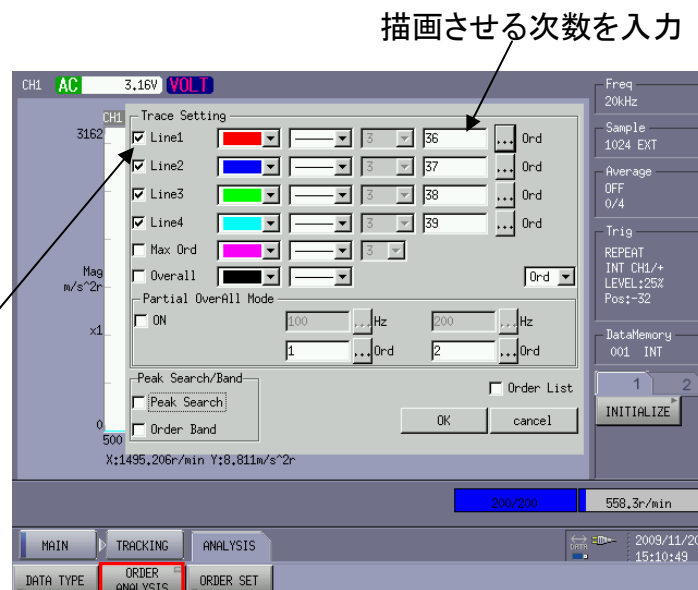 描画させる次数を入力
CH1 AC 3.16V VOLT
Freq
20kHz
Sample
1024 EXT
Average
OFF
0/4
Trig
REPEAT
INT CH1/+
LEVEL:25%
Pos:-32
DataMemory
001 INT
1 2
INITIALIZE
CH1
3162
Mag
m/s^2r
x1
0
500
Trace Setting
Line1 3 36 ... Ord
Line2 3 37 ... Ord
Line3 3 38 ... Ord
Line4 3 39 ... Ord
Max Ord 3
Overall Ord
Partial OverAll Mode
ON 100 ... Hz 200 ... Hz
1 ... Ord 2 ... Ord
Peak Search/Band
Peak Search
Order Band
Order List
OK cancel
X:1495.206r/min Y:8.811m/s^2r
200/200 558.3r/min
MAIN TRACKING ANALYSIS
DATA 2009/11/20
15:10:49
DATA TYPE ORDER ANALYSIS ORDER SET